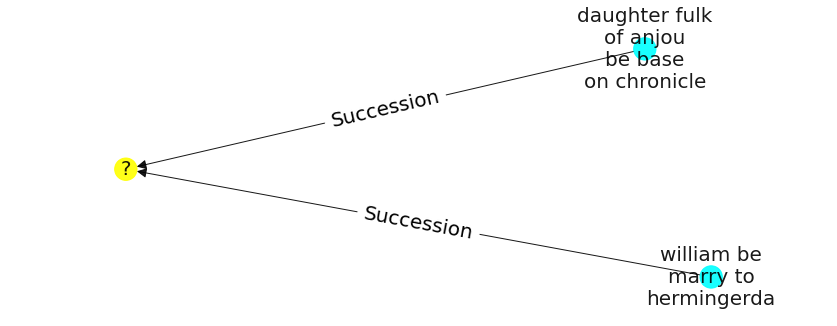 daughter fulk
of anjou
be base
on chronicle
Succession
?
Succession
william be
marry to
hermingerda